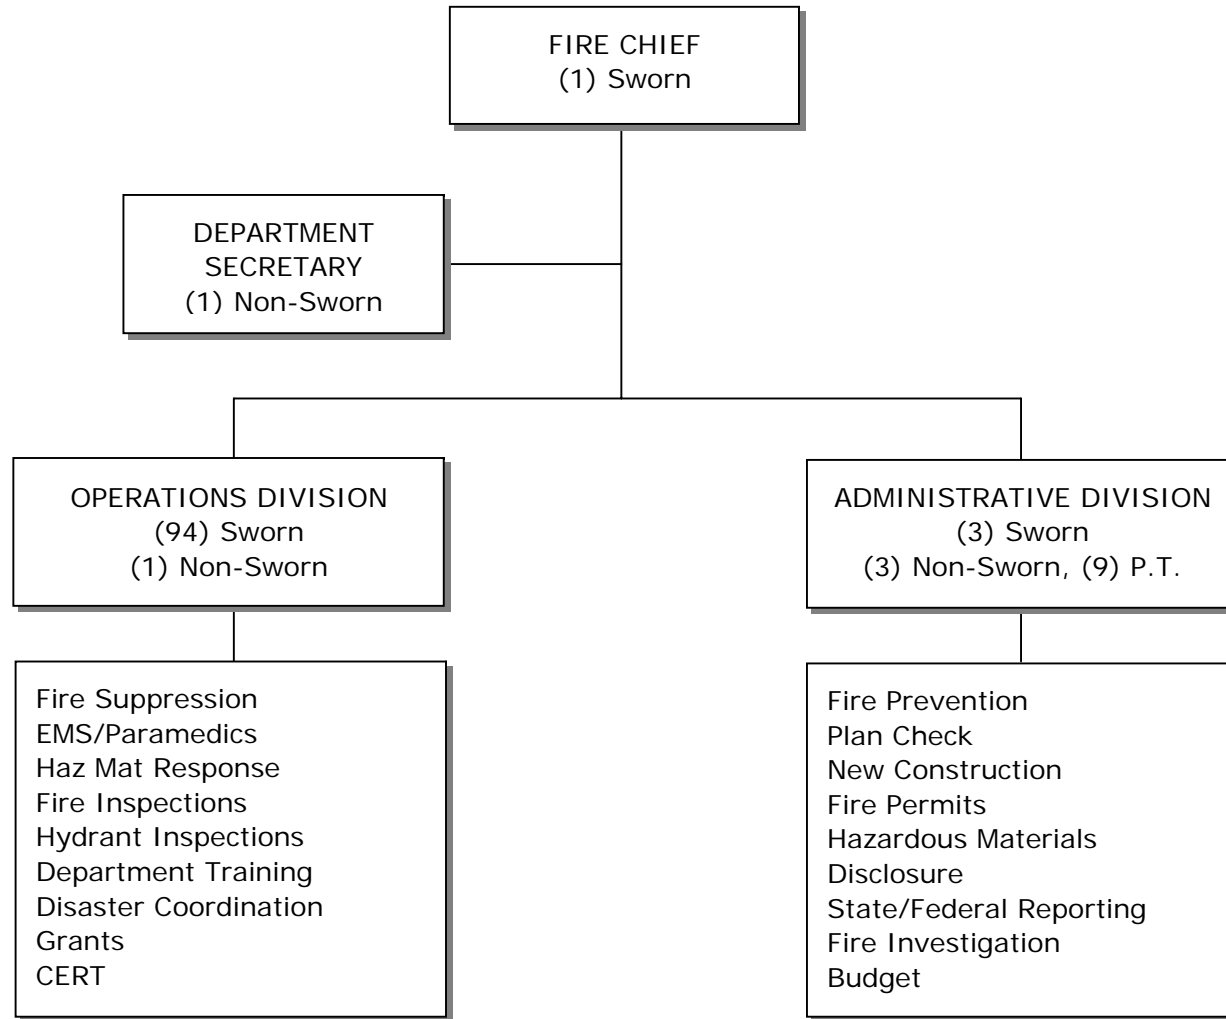 FIRE CHIEF
(1) Sworn
DEPARTMENT
SECRETARY
(1) Non-Sworn
OPERATIONS DIVISION
(94) Sworn
(1) Non-Sworn
ADMINISTRATIVE DIVISION
(3) Sworn
(3) Non-Sworn, (9) P.T.
Fire Suppression
EMS/Paramedics
Haz Mat Response
Fire Inspections
Hydrant Inspections
Department Training
Disaster Coordination
Grants
CERT
Fire Prevention
Plan Check
New Construction
Fire Permits
Hazardous Materials
Disclosure
State/Federal Reporting
Fire Investigation
Budget